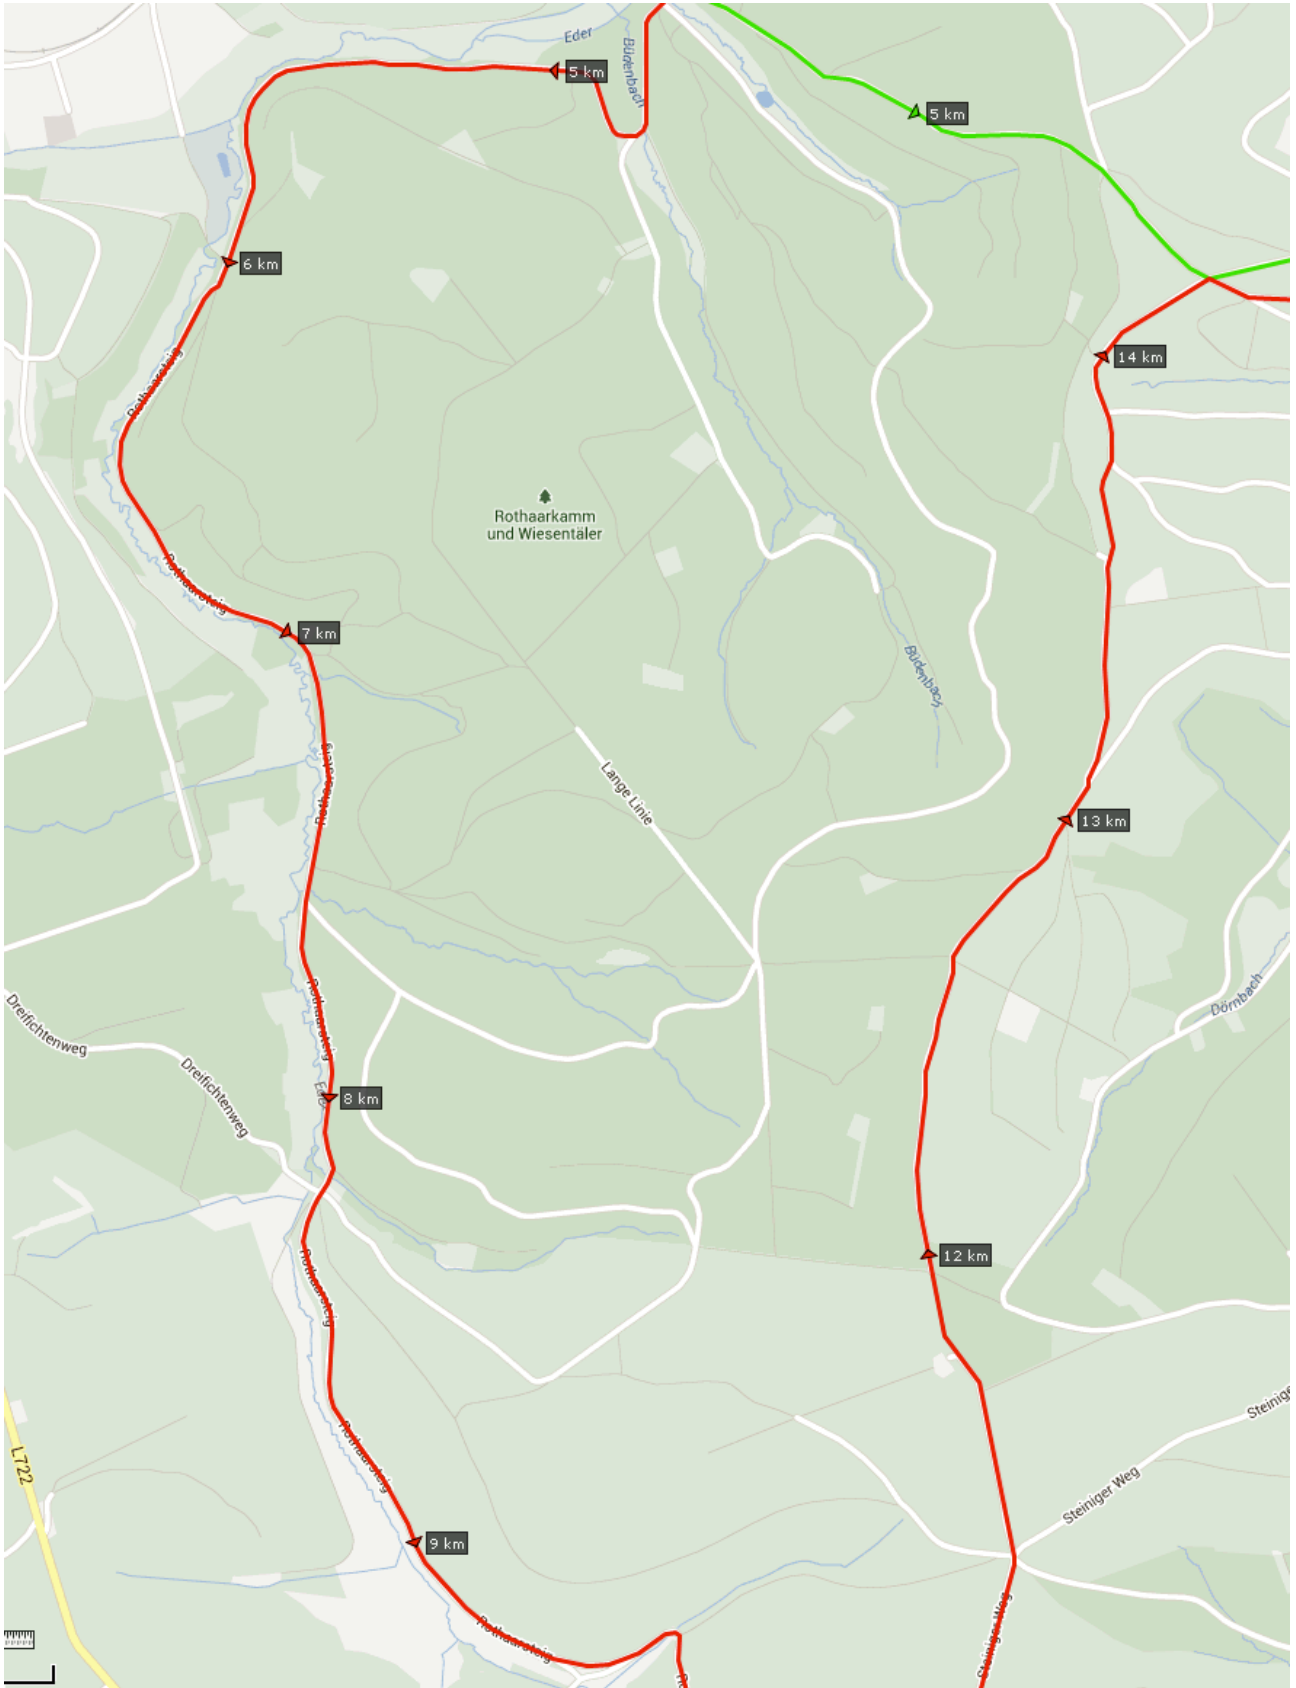 Eder
Büdenbach
5 km
5 km
6 km
14 km
Rothaarsteig
Rothaarkamm
und Wiesentäler
Rothaarsteig
7 km
Büdenbach
Rothaarsteig
Lange Linie
13 km
Dreifichtenweg
Rothaarsteig
Dörnbach
Dreifichtenweg
Eder
8 km
12 km
Rothaarsteig
Steinige
L722
Rothaarsteig
Steiniger Weg
9 km
Rothaarsteig
Steiniger Weg